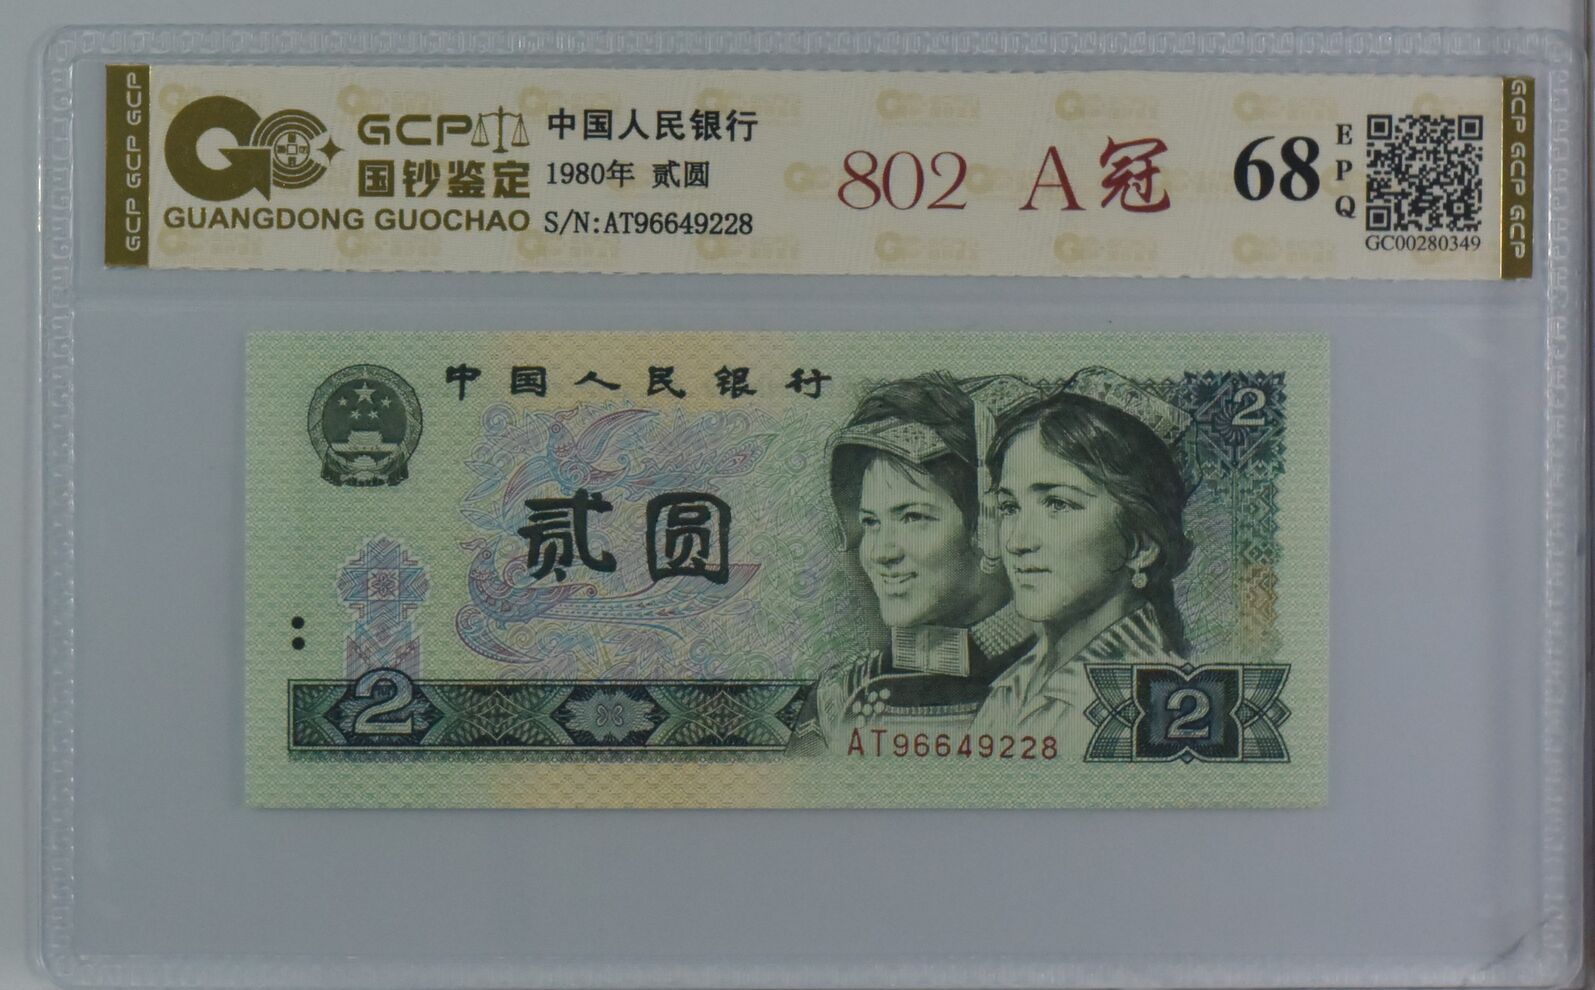 GCP GCP GCP
GCP
国钞鉴定
GUANGDONG GUOCHAO
中国人民银行
1980年 贰圆
S/N:AT96649228
802 A冠
68
EPQ
GC00280349
GCP GCP GCP
中国人民银行
2
贰圆
2
AT96649228
2